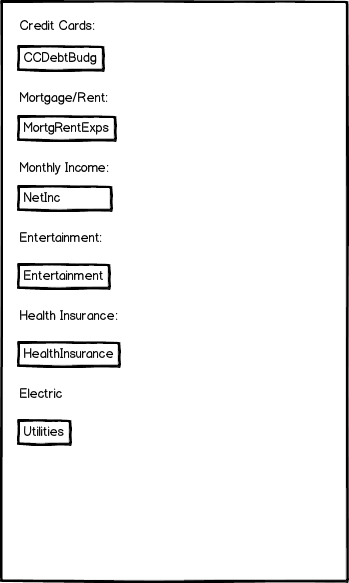 Credit Cards:
CCDebtBudg
Mortgage/Rent:
MortgRentExps
Monthly Income:
NetInc
Entertainment:
Entertainment
Health Insurance:
HealthInsurance
Electric
Utilities